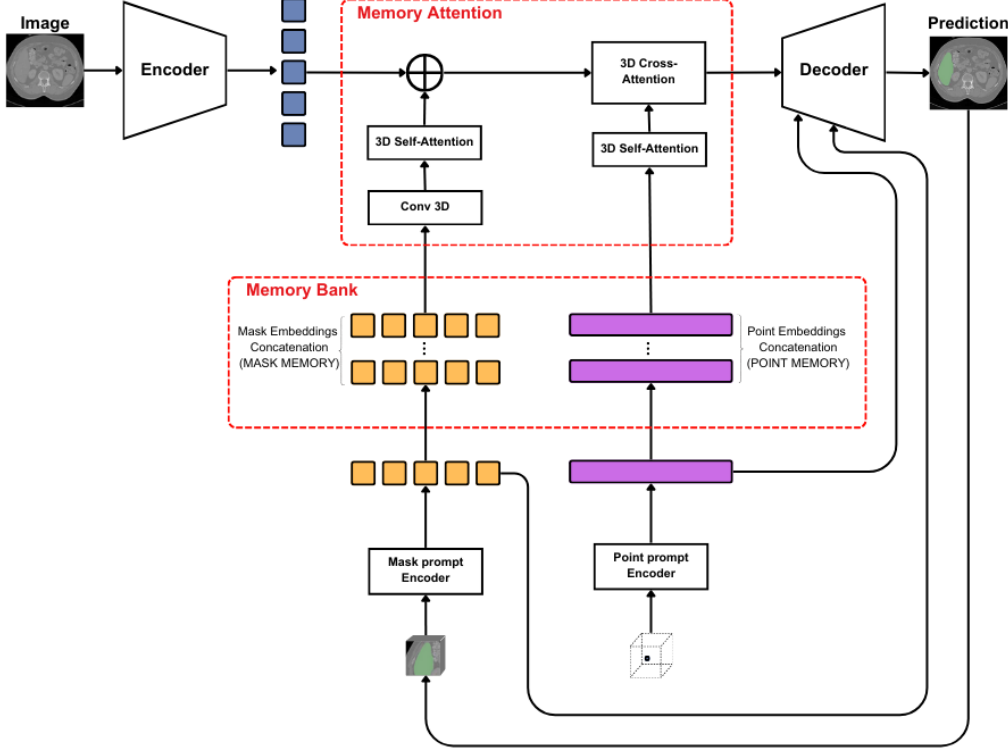 Image
Encoder
Memory Attention
3D Cross-
Attention
Decoder
Prediction
3D Self-Attention
3D Self-Attention
Conv 3D
Memory Bank
Mask Embeddings
Concatenation
(MASK MEMORY)
Point Embeddings
Concatenation
(POINT MEMORY)
Mask prompt
Encoder
Point prompt
Encoder